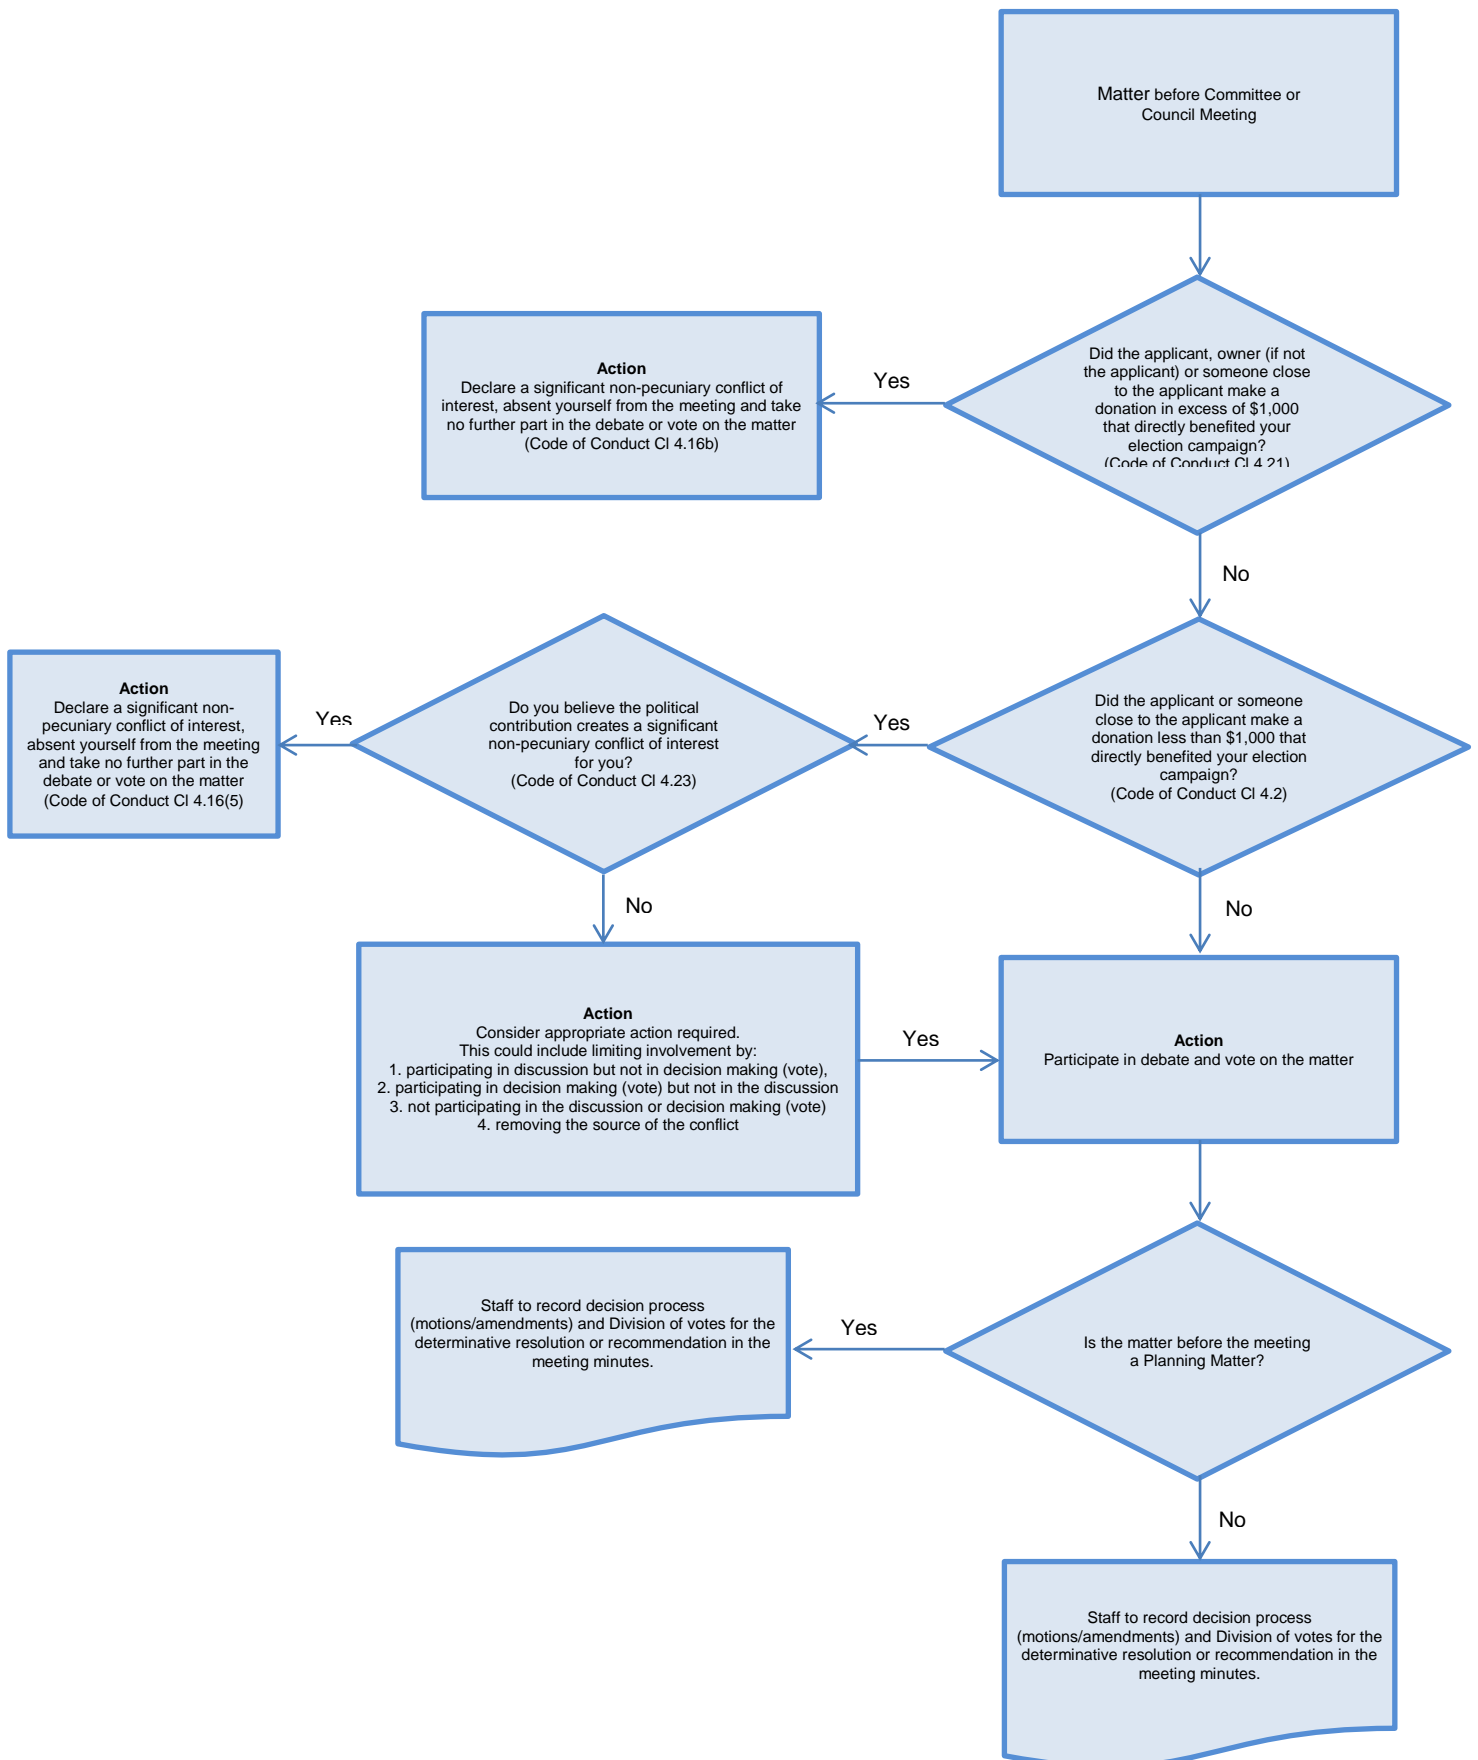 Matter before Committee or
Council Meeting
Did the applicant, owner (if not
the applicant) or someone close
to the applicant make a
donation in excess of $1,000
that directly benefited your
election campaign?
(Code of Conduct Cl 4.21)
Yes
Action
Declare a significant non-pecuniary conflict of
interest, absent yourself from the meeting and take
no further part in the debate or vote on the matter
(Code of Conduct Cl 4.16b)
No
Did the applicant or someone
close to the applicant make a
donation less than $1,000 that
directly benefited your election
campaign?
(Code of Conduct Cl 4.2)
Yes
Do you believe the political
contribution creates a significant
non-pecuniary conflict of interest
for you?
(Code of Conduct Cl 4.23)
Yes
Action
Declare a significant non-
pecuniary conflict of interest,
absent yourself from the meeting
and take no further part in the
debate or vote on the matter
(Code of Conduct Cl 4.16(5)
No
Action
Consider appropriate action required.
This could include limiting involvement by:
1. participating in discussion but not in decision making (vote),
2. participating in decision making (vote) but not in the discussion
3. not participating in the discussion or decision making (vote)
4. removing the source of the conflict
Yes
No
Action
Participate in debate and vote on the matter
Is the matter before the meeting
a Planning Matter?
Yes
Staff to record decision process
(motions/amendments) and Division of votes for the
determinative resolution or recommendation in the
meeting minutes.
No
Staff to record decision process
(motions/amendments) and Division of votes for the
determinative resolution or recommendation in the
meeting minutes.